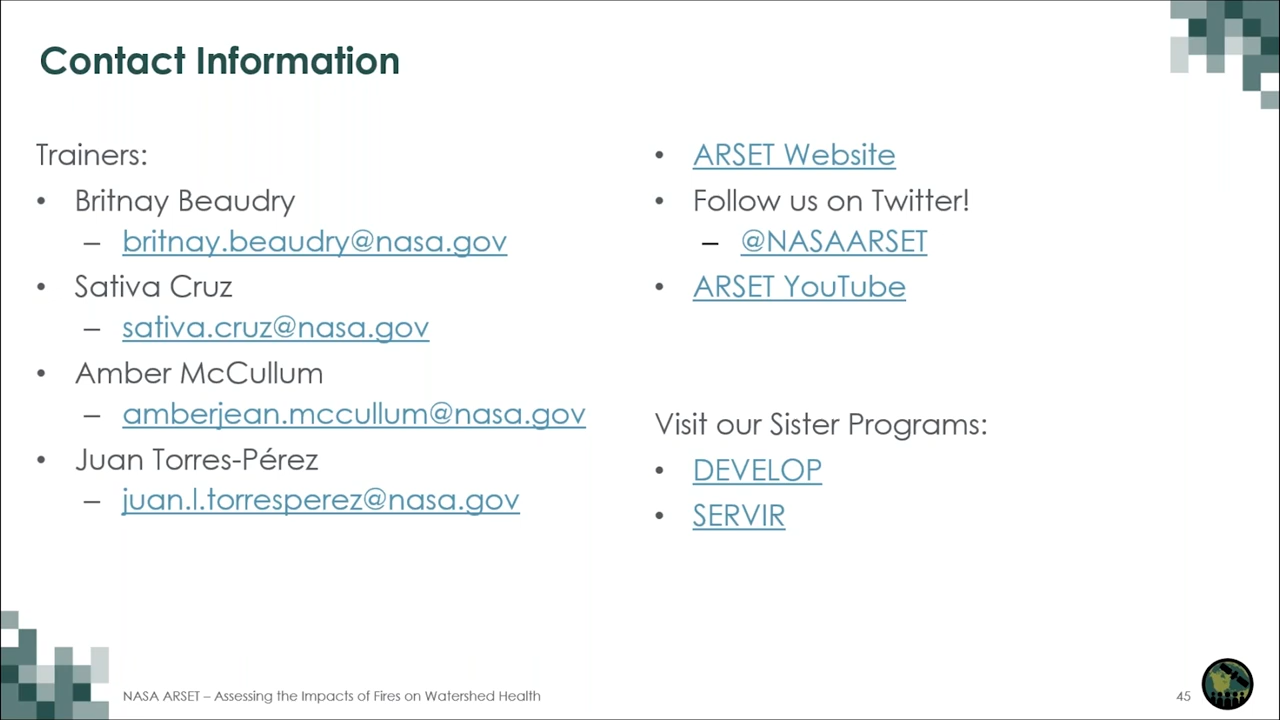 Contact Information
Trainers:
• Britnay Beaudry
– britnay.beaudry@nasa.gov
• Sativa Cruz
– sativa.cruz@nasa.gov
• Amber McCullum
– amberjean.mccullum@nasa.gov
• Juan Torres-Pérez
– juan.l.torresperez@nasa.gov
• ARSET Website
• Follow us on Twitter!
– @NASAARSET
• ARSET YouTube
Visit our Sister Programs:
• DEVELOP
• SERVIR
NASA ARSET – Assessing the Impacts of Fires on Watershed Health
45